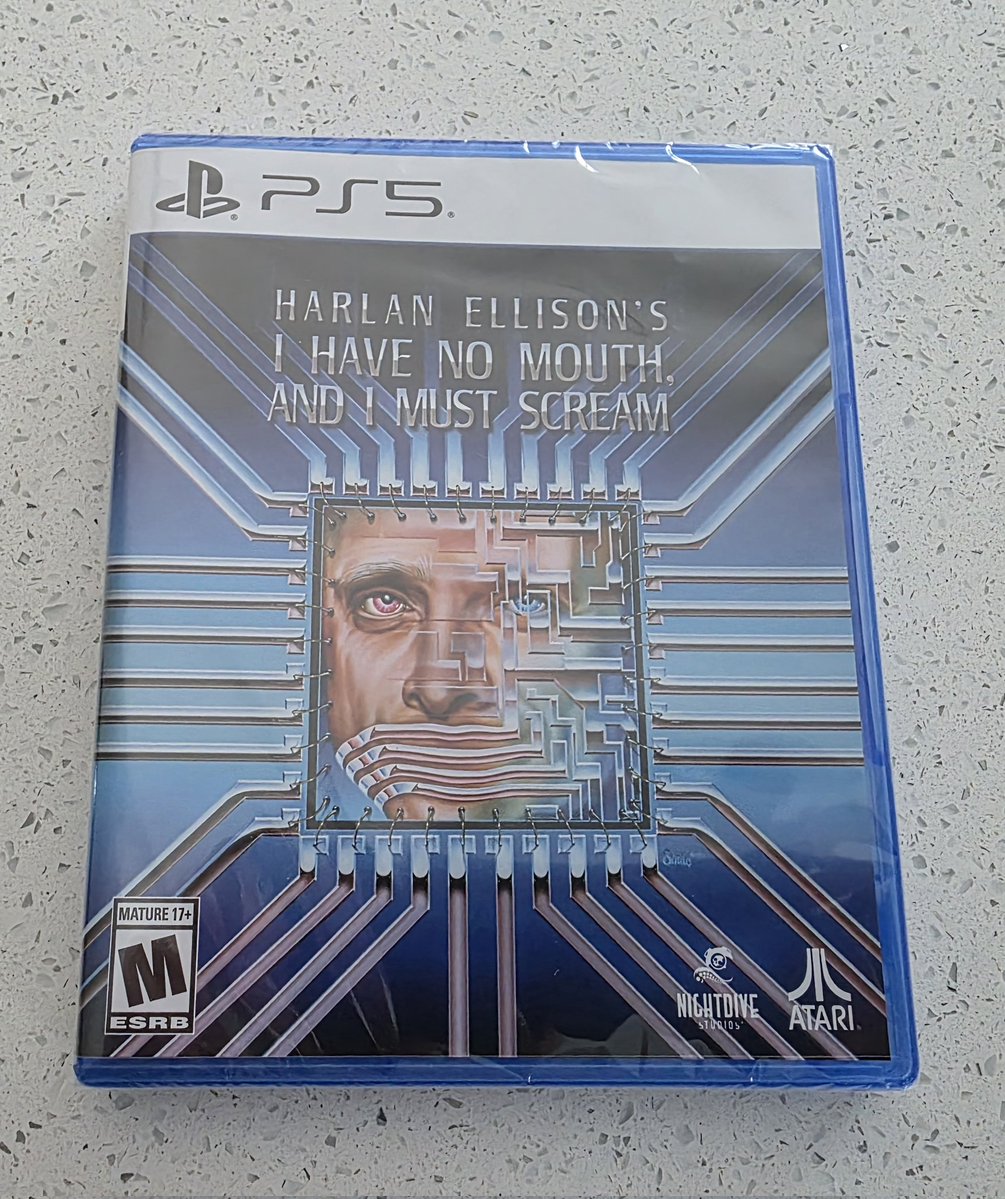 PS5
HARLAN ELLISON'S
I HAVE NO MOUTH,
AND I MUST SCREAM
MATURE 17+
M
ESRB
NIGHTDIVE
STUDIOS
ATARI